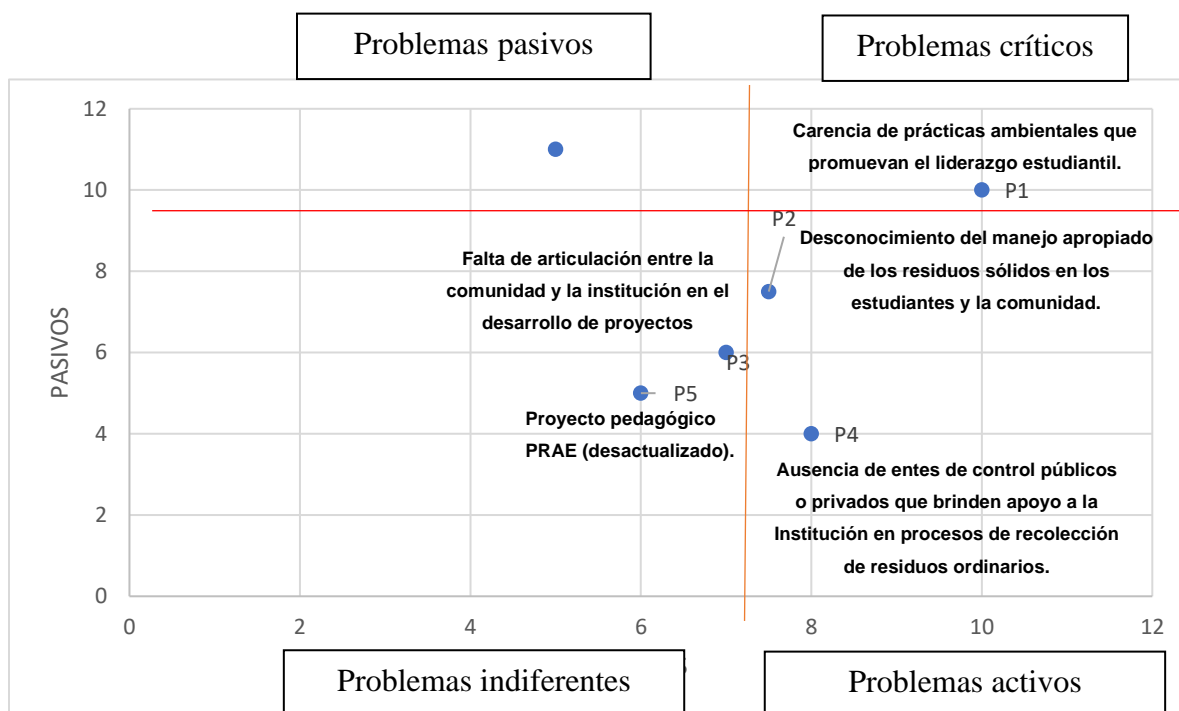 Problemas pasivos
Problemas críticos
12
10
8
6
4
2
0
PASIVOS
Carencia de prácticas ambientales que
promuevan el liderazgo estudiantil.
P1
P2
Desconocimiento del manejo apropiado
de los residuos sólidos en los
estudiantes y la comunidad.
Falta de articulación entre la
comunidad y la institución en el
desarrollo de proyectos
P3
P5
Proyecto pedagógico
PRAE (desactualizado).
P4
Ausencia de entes de control públicos
o privados que brinden apoyo a la
Institución en procesos de recolección
de residuos ordinarios.
0 2 4 6 8 10 12
Problemas indiferentes
Problemas activos